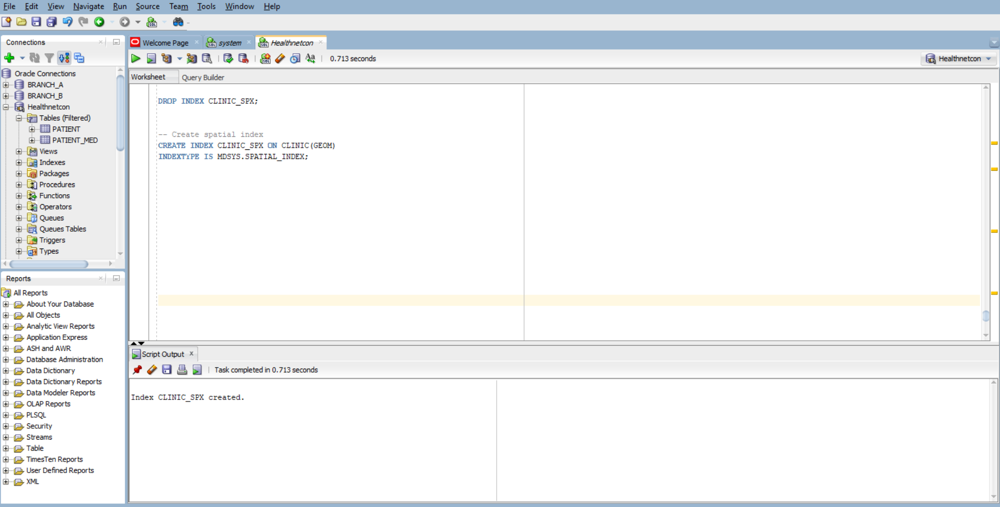 File Edit View Navigate Run Source Team Tools Window Help
Connections
Oracle Connections
BRANCH_A
BRANCH_B
Healthnetcon
Tables (Filtered)
PATIENT
PATIENT_MED
Views
Indexes
Packages
Procedures
Functions
Operators
Queues
Queues Tables
Triggers
Types
Reports
All Reports
About Your Database
All Objects
Analytic View Reports
Application Express
ASH and AWR
Database Administration
Data Dictionary
Data Dictionary Reports
Data Modeler Reports
OLAP Reports
PLSQL
Security
Streams
Table
TimesTen Reports
User Defined Reports
XML
Welcome Page system Healthnetcon
0.713 seconds Healthnetcon
Worksheet Query Builder
DROP INDEX CLINIC_SPX;
-- Create spatial index
CREATE INDEX CLINIC_SPX ON CLINIC(GEOM)
INDEXTYPE IS MDSYS.SPATIAL_INDEX;
Script Output x
Task completed in 0.713 seconds
Index CLINIC_SPX created.